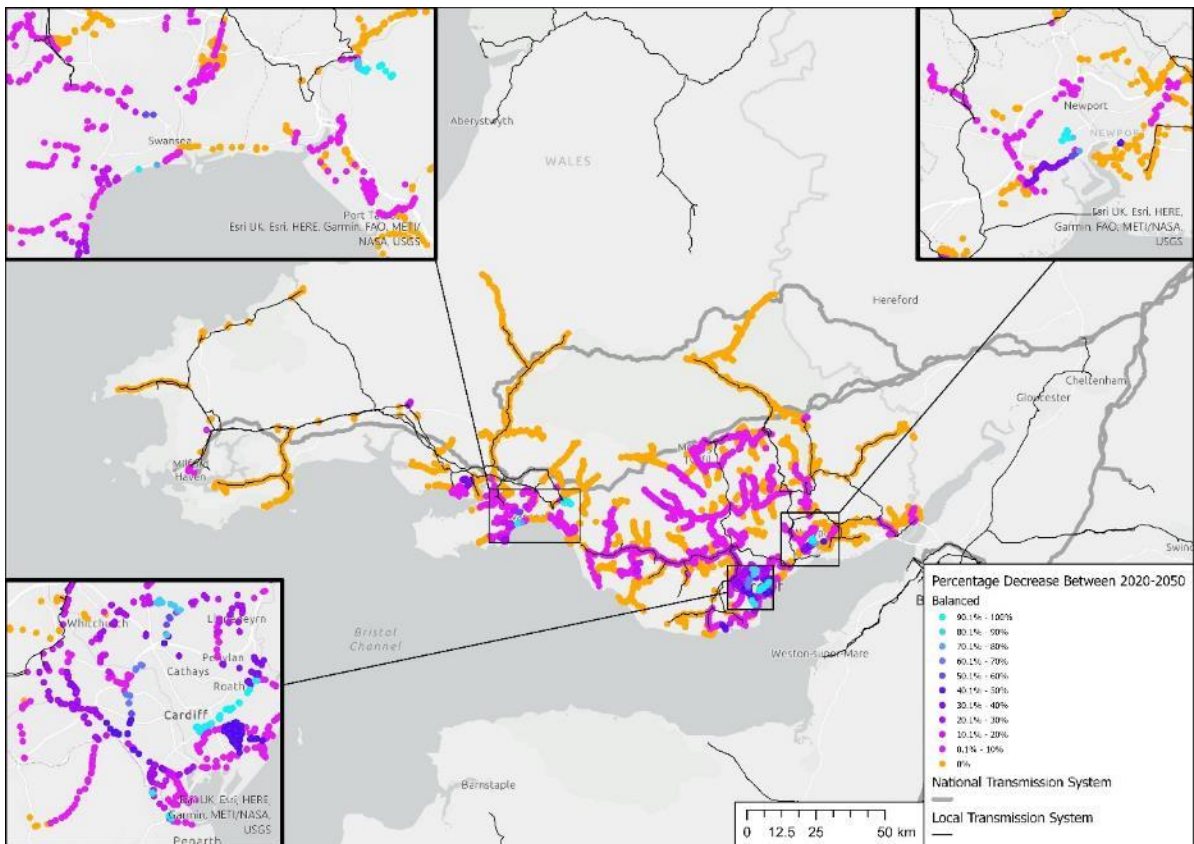 Swansea
Port Ta
Esri UK, Esri, HERE, Garmin, FAO, METI/
NASA, USGS
Aberystwyth
WALES
Newport
NEWPORT
Esri UK, Esri, HERE,
Garmin, FAO, METI/NASA,
USGS
Hereford
Cheltenham
Gloucester
Milford
Haven
Swind
Bristol
Channel
Weston-super-Mare
Barnstaple
Whitchurch
Penylan
Cathays
Roath
Cardiff
Esri UK, Esri, HERE,
Garmin, METI/NASA,
USGS
Penarth
0 12.5 25 50 km
Percentage Decrease Between 2020-2050
Balanced
90.1% - 100%
80.1% - 90%
70.1% - 80%
60.1% - 70%
50.1% - 60%
40.1% - 50%
30.1% - 40%
20.1% - 30%
10.1% - 20%
0.1% - 10%
0%
National Transmission System
Local Transmission System